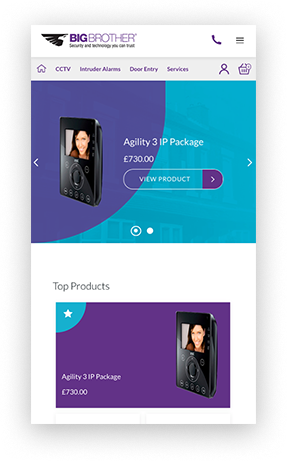 BIGBROTHER®
Security and technology you can trust
CCTV Intruder Alarms Door Entry Services
Agility 3 IP Package
£730.00
VIEW PRODUCT
Top Products
Agility 3 IP Package
£730.00